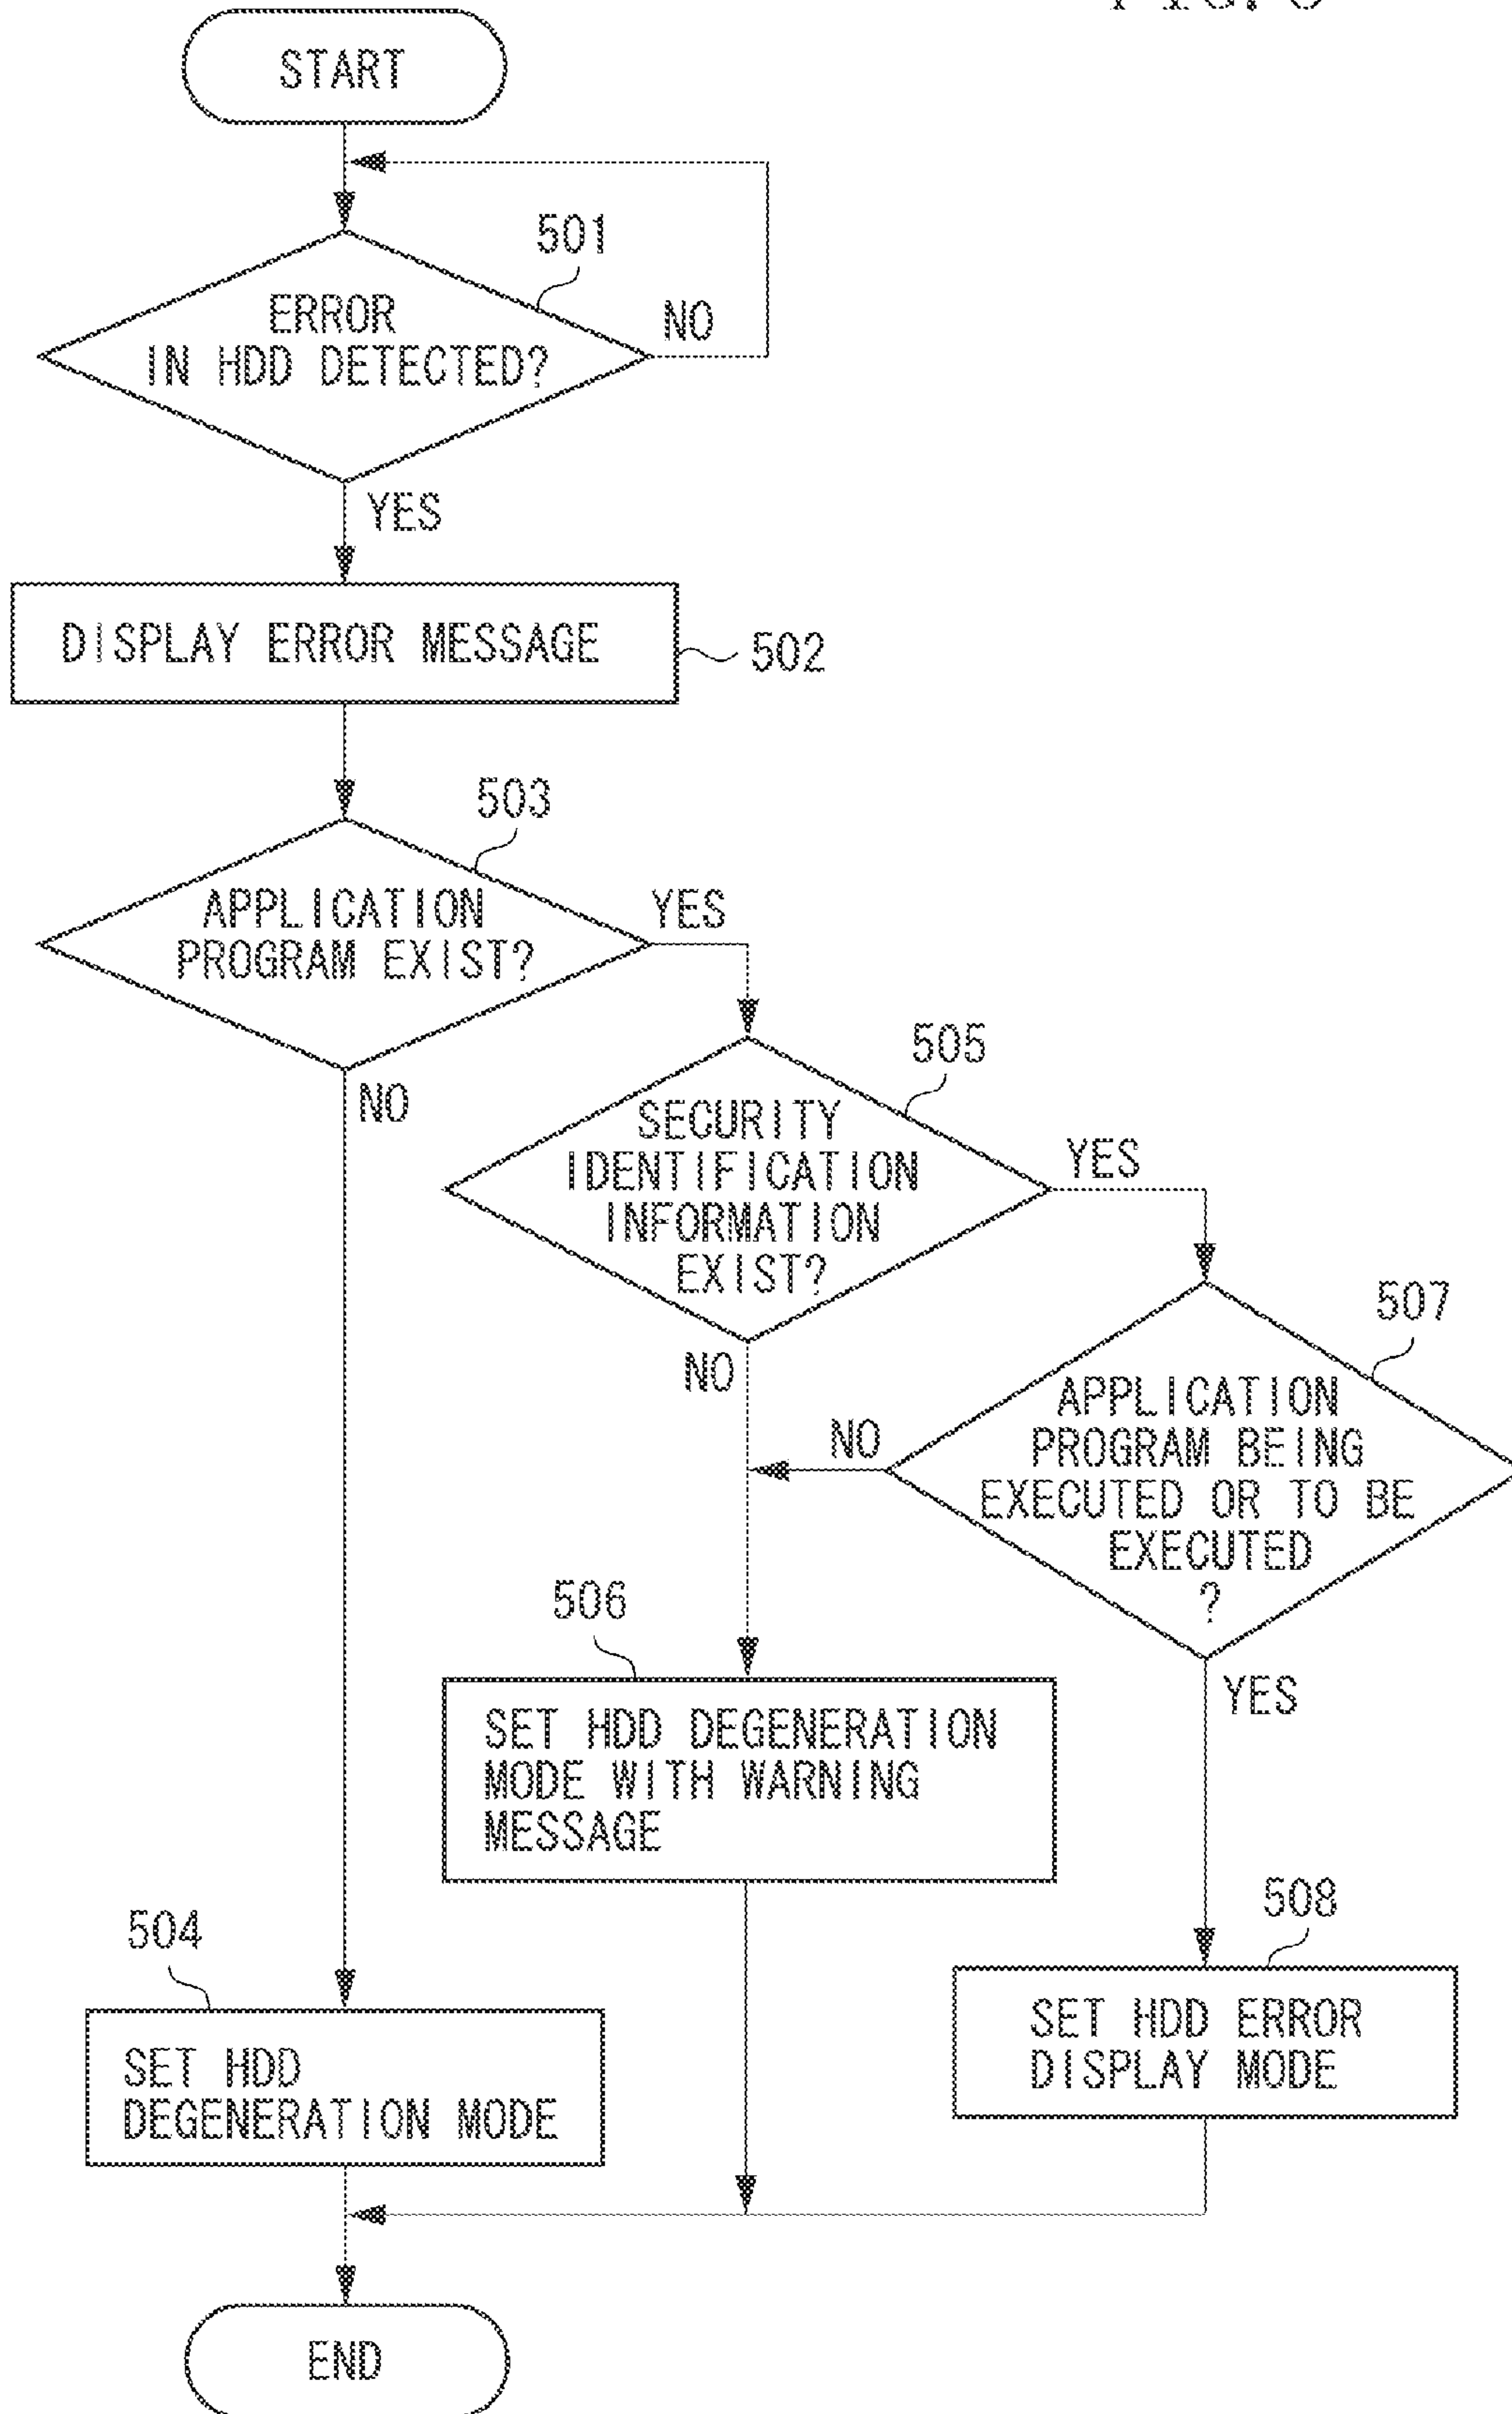 START
501
ERROR
IN HDD DETECTED?
NO
YES
DISPLAY ERROR MESSAGE
502
503
APPLICATION
PROGRAM EXIST?
YES
NO
505
SECURITY
IDENTIFICATION
INFORMATION
EXIST?
YES
NO
507
APPLICATION
PROGRAM BEING
EXECUTED OR TO BE
EXECUTED
?
NO
YES
506
SET HDD DEGENERATION
MODE WITH WARNING
MESSAGE
504
SET HDD
DEGENERATION MODE
508
SET HDD ERROR
DISPLAY MODE
END